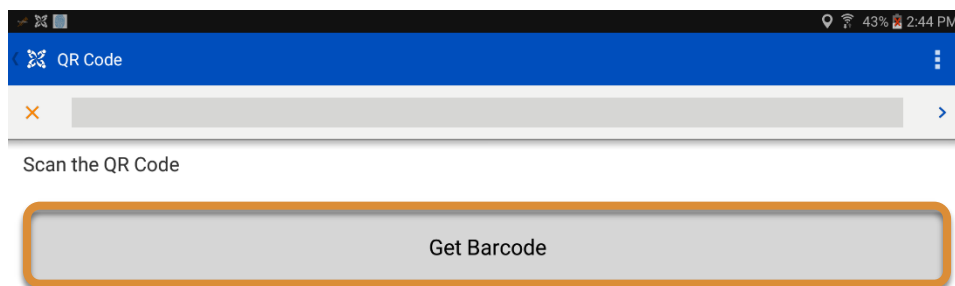 43% 2:44 PM
QR Code
Scan the QR Code
Get Barcode